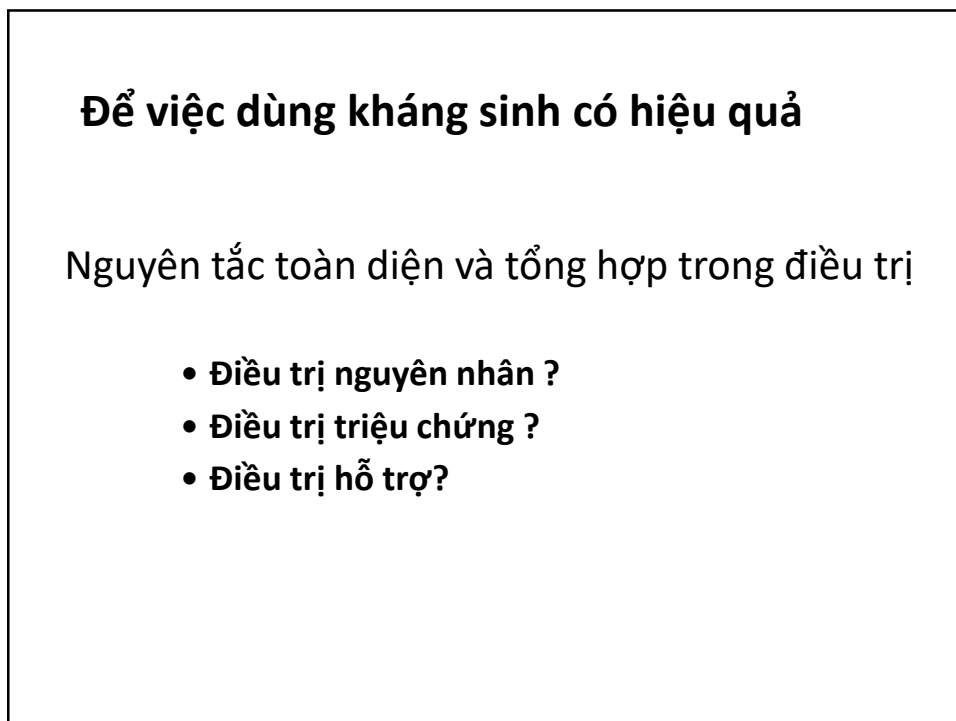 Để việc dùng kháng sinh có hiệu quả
Nguyên tắc toàn diện và tổng hợp trong điều trị
• Điều trị nguyên nhân ?
• Điều trị triệu chứng ?
• Điều trị hỗ trợ?